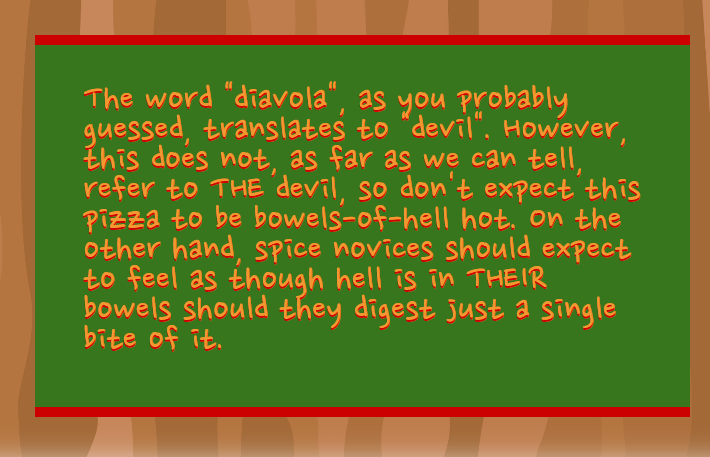 The word "diavola", as you probably
guessed, translates to "devil". However,
this does not, as far as we can tell,
refer to THE devil, so don't expect this
pizza to be bowels-of-hell hot. On the
other hand, spice novices should expect
to feel as though hell is in THEIR
bowels should they digest just a single
bite of it.